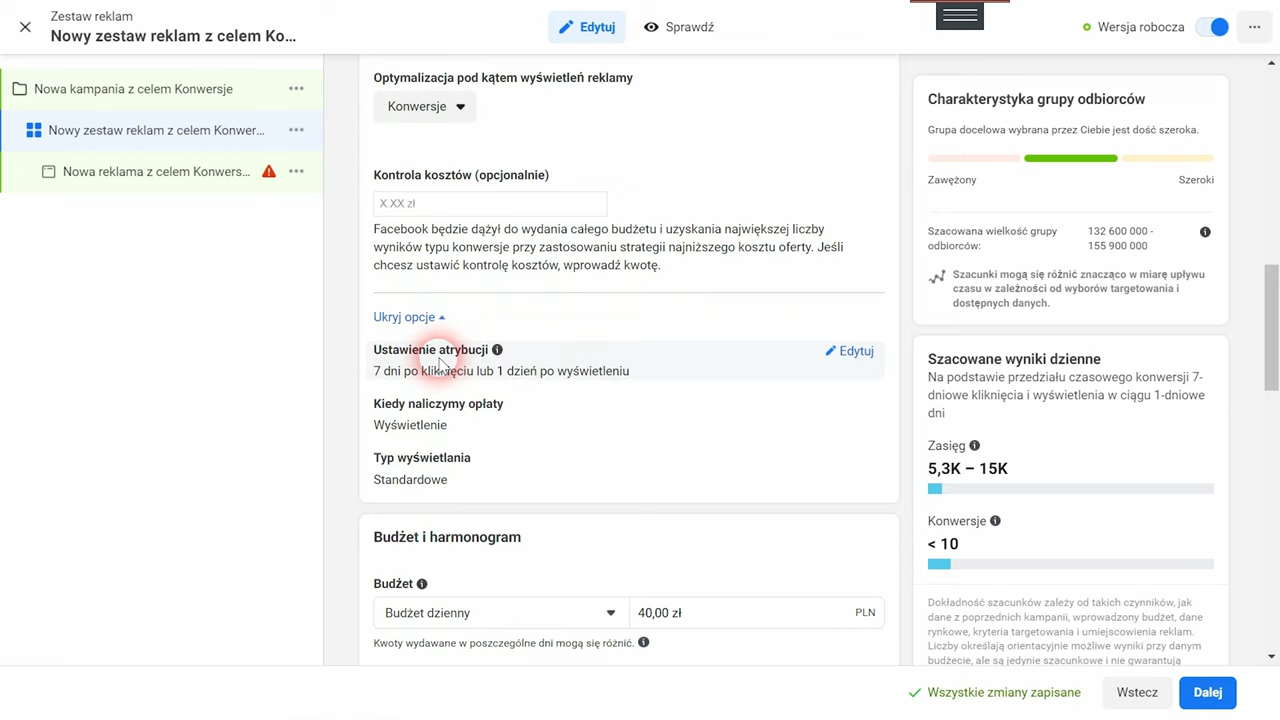 Zestaw reklam
Nowy zestaw reklam z celem Ko...
Edytuj
Sprawdź
Wersja robocza
Nowa kampania z celem Konwersje
Nowy zestaw reklam z celem Konwer...
Nowa reklama z celem Konwers...
Optymalizacja pod kątem wyświetleń reklamy
Konwersje
Kontrola kosztów (opcjonalnie)
X.XX zł
Facebook będzie dążył do wydania całego budżetu i uzyskania największej liczby
wyników typu konwersje przy zastosowaniu strategii najniższego kosztu oferty. Jeśli
chcesz ustawić kontrolę kosztów, wprowadź kwotę.
Ukryj opcje
Ustawienie atrybucji
Edytuj
7 dni po kliknięciu lub 1 dzień po wyświetleniu
Kiedy naliczymy opłaty
Wyświetlenie
Typ wyświetlania
Standardowe
Budżet i harmonogram
Budżet
Budżet dzienny
40,00 zł
PLN
Kwoty wydawane w poszczególne dni mogą się różnić.
Charakterystyka grupy odbiorców
Grupa docelowa wybrana przez Ciebie jest dość szeroka.
Zawężony
Szeroki
Szacowana wielkość grupy
odbiorców:
132 600 000 -
155 900 000
Szacunki mogą się różnić znacząco w miarę upływu
czasu w zależności od wyborów targetowania i
dostępnych danych.
Szacowane wyniki dzienne
Na podstawie przedziału czasowego konwersji 7-
dniowe kliknięcia i wyświetlenia w ciągu 1-dniowe
dni
Zasięg
5,3K – 15K
Konwersje
< 10
Dokładność szacunków zależy od takich czynników, jak
dane z poprzednich kampanii, wprowadzony budżet, dane
rynkowe, kryteria targetowania i umiejscowienia reklam.
Liczby określają orientacyjnie możliwe wyniki przy danym
budżecie, ale są jedynie szacunkowe i nie gwarantują
Wszystkie zmiany zapisane
Wstecz
Dalej